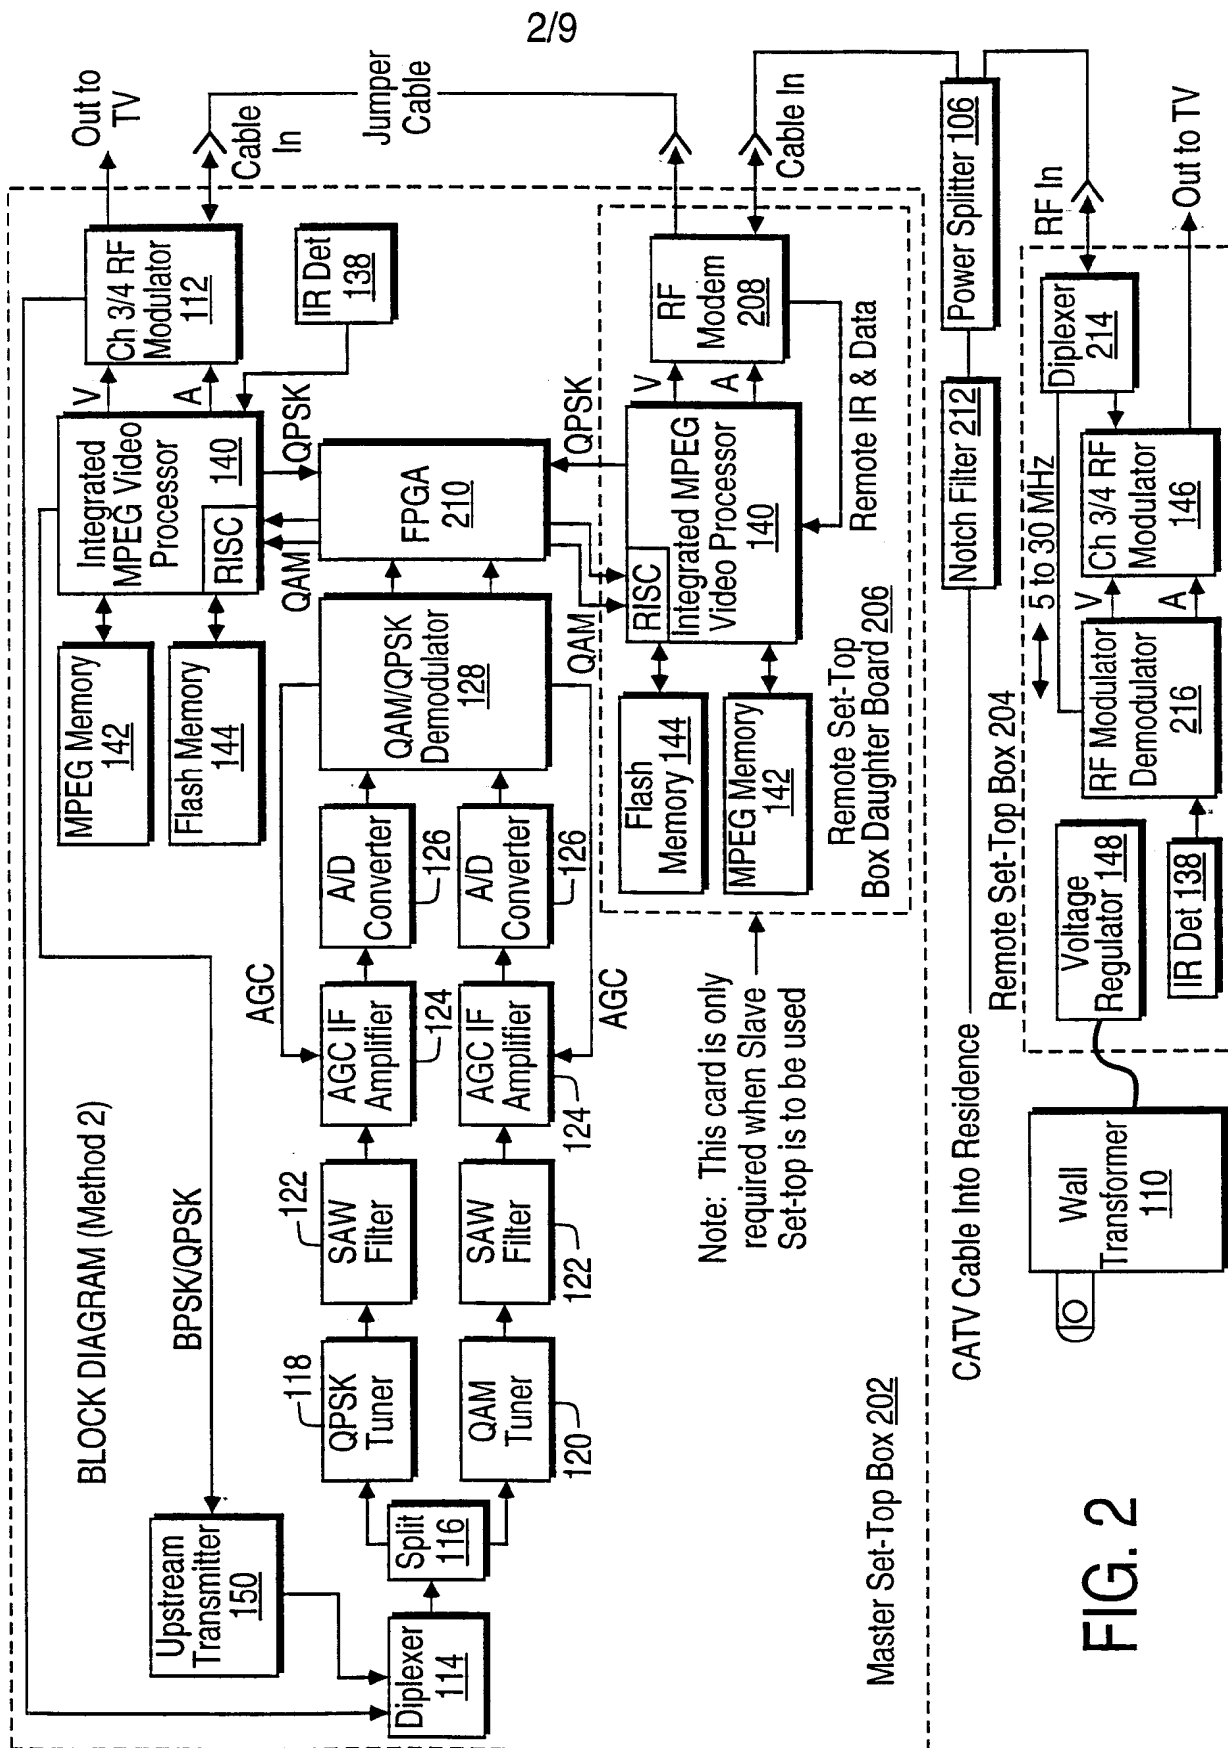 2/9
BLOCK DIAGRAM (Method 2)
Out to
TV
Cable
In
Jumper
Cable
Ch 3/4 RF
Modulator
112
IR Det
138
V
A
Integrated
MPEG Video
Processor
140
RISC
MPEG Memory
142
Flash Memory
144
QPSK
QAM
FPGA
210
QAM/QPSK
Demodulator
128
AGC
AGC
BPSK/QPSK
Upstream
Transmitter
150
Diplexer
114
Split
116
QPSK
Tuner
118
QAM
Tuner
120
SAW
Filter
122
SAW
Filter
122
AGC IF
Amplifier
124
AGC IF
Amplifier
124
A/D
Converter
126
A/D
Converter
126
QPSK
QAM
RISC
Integrated MPEG
Video Processor
140
V
A
RF
Modem
208
Cable In
Remote IR & Data
Flash
Memory 144
MPEG Memory
142
Remote Set-Top
Box Daughter Board 206
Note: This card is only
required when Slave
Set-top is to be used
Master Set-Top Box 202
CATV Cable Into Residence
Notch Filter 212
Power Splitter 106
RF In
Remote Set-Top Box 204
5 to 30 MHz
Diplexer
214
Ch 3/4 RF
Modulator
146
Out to TV
V
A
RF Modulator
Demodulator
216
IR Det 138
Voltage
Regulator 148
Wall
Transformer
110
FIG. 2